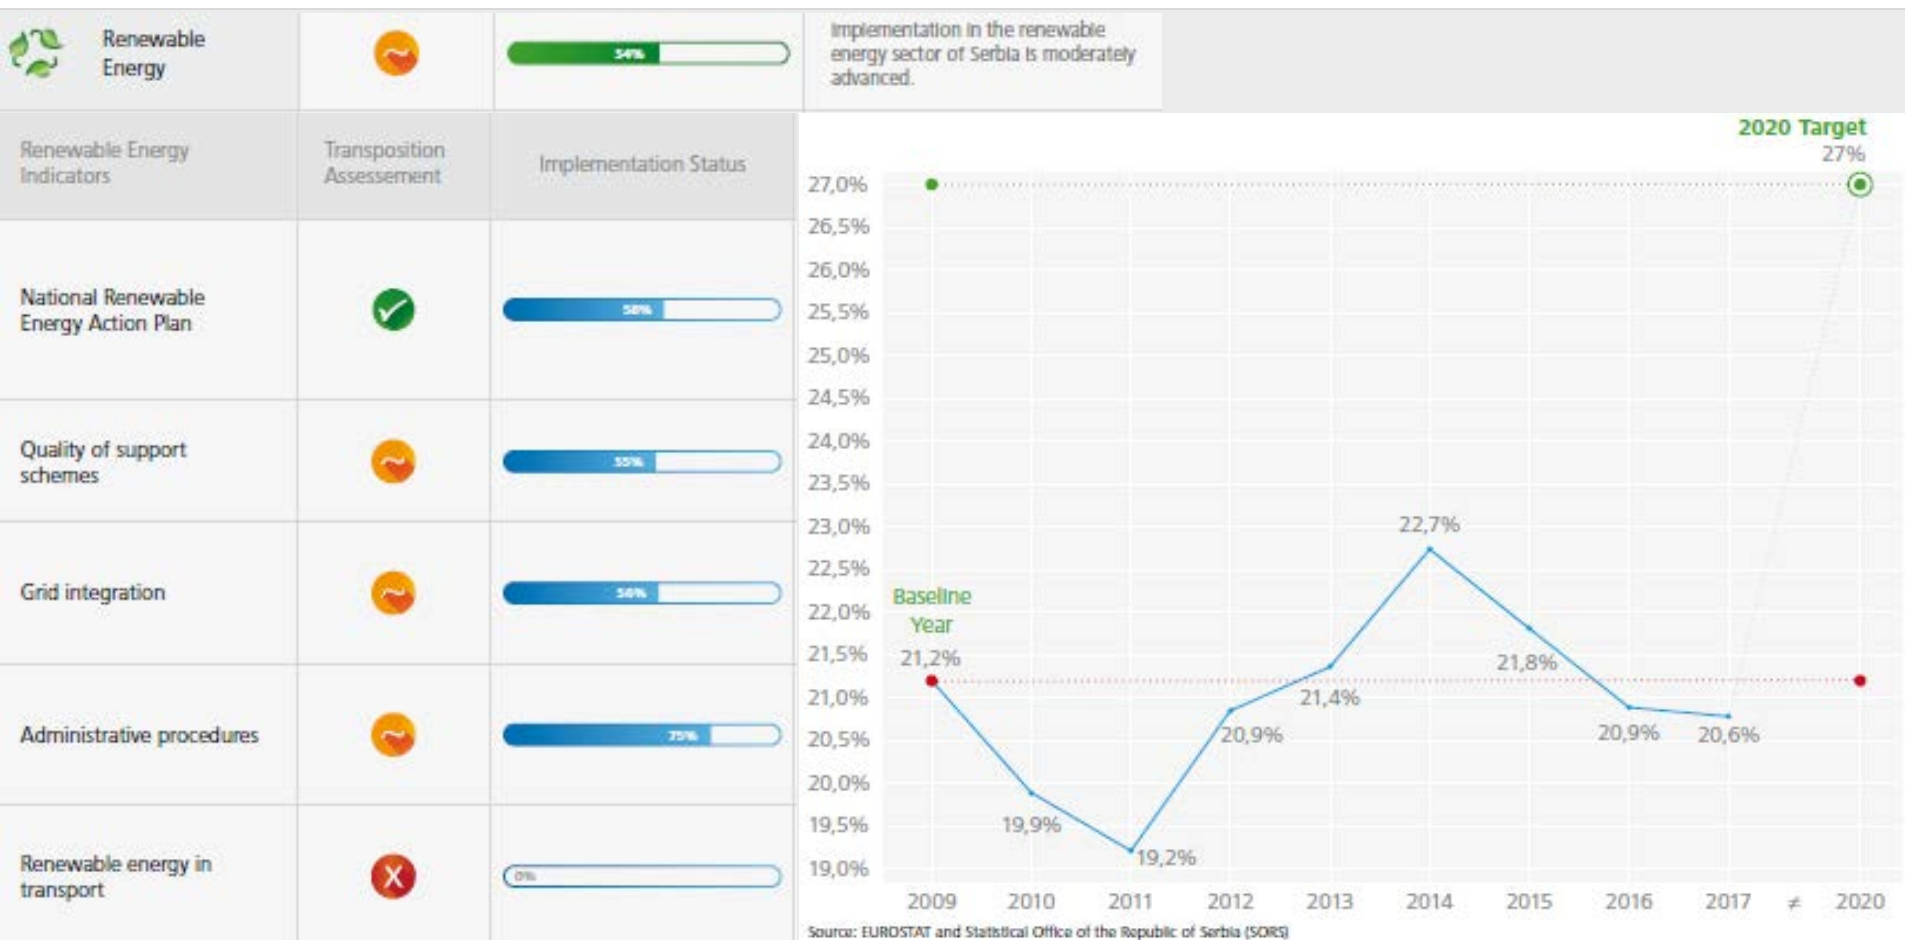 Renewable
Energy
54%
Implementation in the renewable
energy sector of Serbia is moderately
advanced.
Renewable Energy
Indicators
Transposition
Assessement
Implementation Status
National Renewable
Energy Action Plan
58%
Quality of support
schemes
55%
Grid integration
56%
Administrative procedures
75%
Renewable energy in
transport
X
0%
2020 Target
27%
27,0%
26,5%
26,0%
25,5%
25,0%
24,5%
24,0%
23,5%
23,0%
22,5%
22,0%
21,5%
21,0%
20,5%
20,0%
19,5%
19,0%
Baseline
Year
21,2%
19,9%
19,2%
20,9%
21,4%
22,7%
21,8%
20,9%
20,6%
2009 2010 2011 2012 2013 2014 2015 2016 2017 ≠ 2020
Source: EUROSTAT and Statistical Office of the Republic of Serbia (SORS)